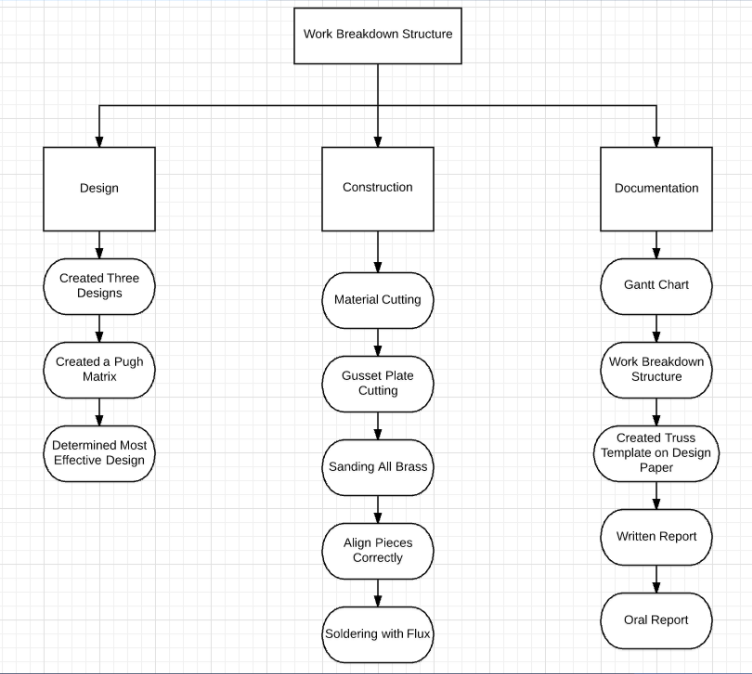 Work Breakdown Structure
Design
Created Three
Designs
Created a Pugh
Matrix
Determined Most
Effective Design
Construction
Material Cutting
Gusset Plate
Cutting
Sanding All Brass
Align Pieces
Correctly
Soldering with Flux
Documentation
Gantt Chart
Work Breakdown
Structure
Created Truss
Template on Design
Paper
Written Report
Oral Report